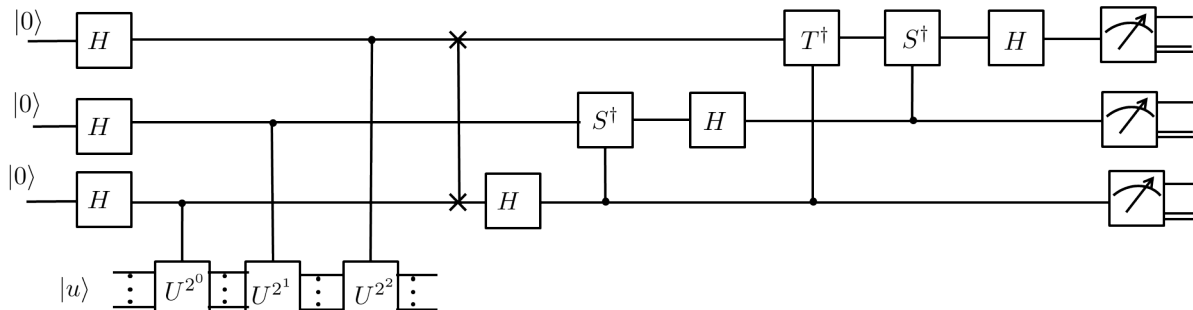 |0⟩ H T† S† H
|0⟩ H S† H
|0⟩ H H
|u⟩ U^{2^0} U^{2^1} U^{2^2}